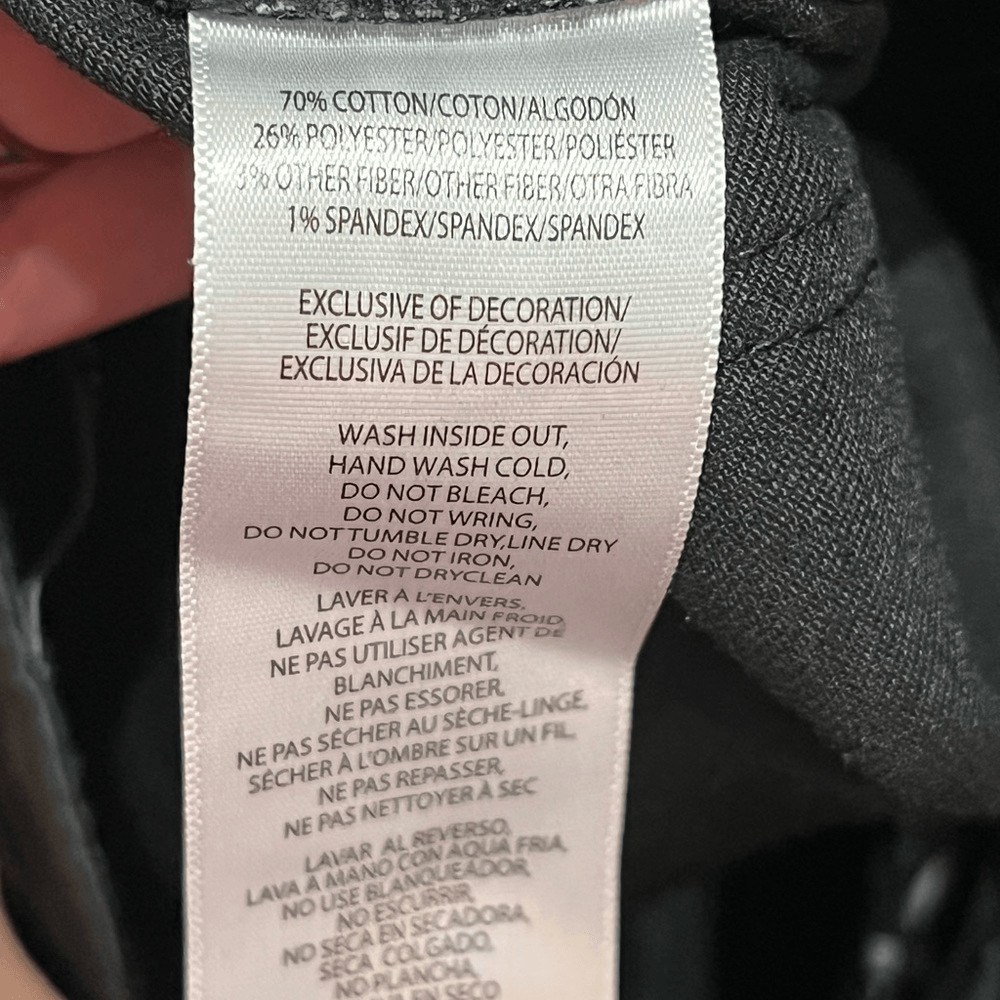 70% COTTON/COTON/ALGODÓN
26% POLYESTER/POLYESTER/POLIÉSTER
3% OTHER FIBER/OTHER FIBER/OTRA FIBRA
1% SPANDEX/SPANDEX/SPANDEX
EXCLUSIVE OF DECORATION/
EXCLUSIF DE DÉCORATION/
EXCLUSIVA DE LA DECORACIÓN
WASH INSIDE OUT,
HAND WASH COLD,
DO NOT BLEACH,
DO NOT WRING,
DO NOT TUMBLE DRY,LINE DRY
DO NOT IRON,
DO NOT DRYCLEAN
LAVER A L'ENVERS,
LAVAGE À LA MAIN FROID
NE PAS UTILISER AGENT DE
BLANCHIMENT,
NE PAS ESSORER,
NE PAS SÉCHER AU SÈCHE-LINGE,
SÉCHER À L'OMBRE SUR UN FIL,
NE PAS REPASSER,
NE PAS NETTOYER À SEC
LAVAR AL REVERSO,
LAVA A MANO CON AQUA FRIA,
NO USE BLANQUEADOR,
NO ESCURRIR,
NO SECA EN SECADORA,
SECA COLGADO,
NO PLANCHA,
EN SECO